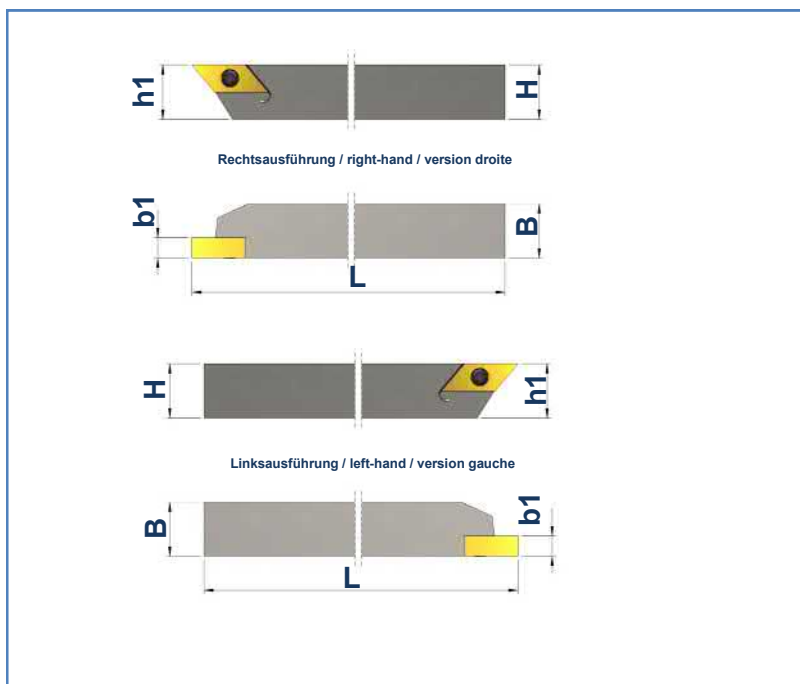 h1
H
Rechtsausführung / right-hand / version droite
b1
B
L
H
h1
Linksausführung / left-hand / version gauche
B
b1
L